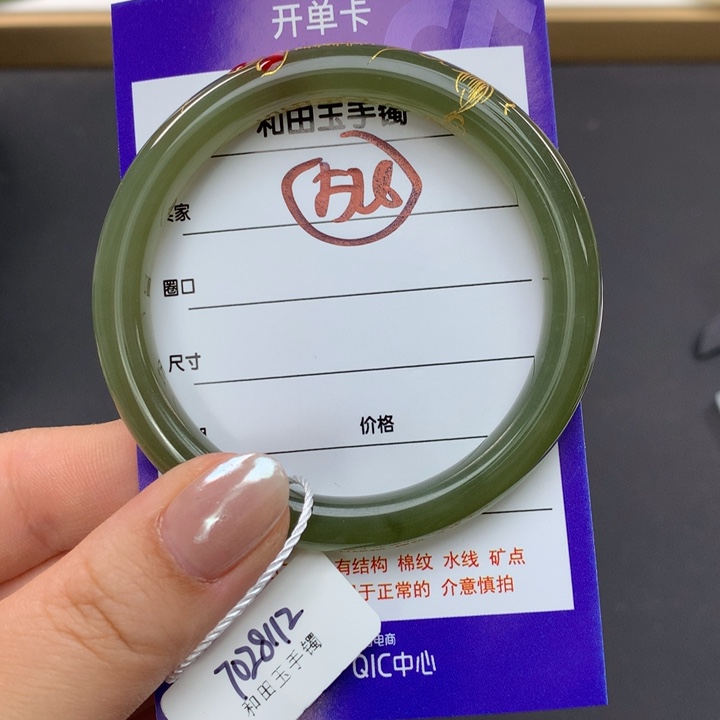 开单卡
和田玉手镯
家
圈口
尺寸
价格
有结构 棉纹 水线 矿点
于正常的 介意慎拍
电商
QIC中心
7028112
和田玉手镯